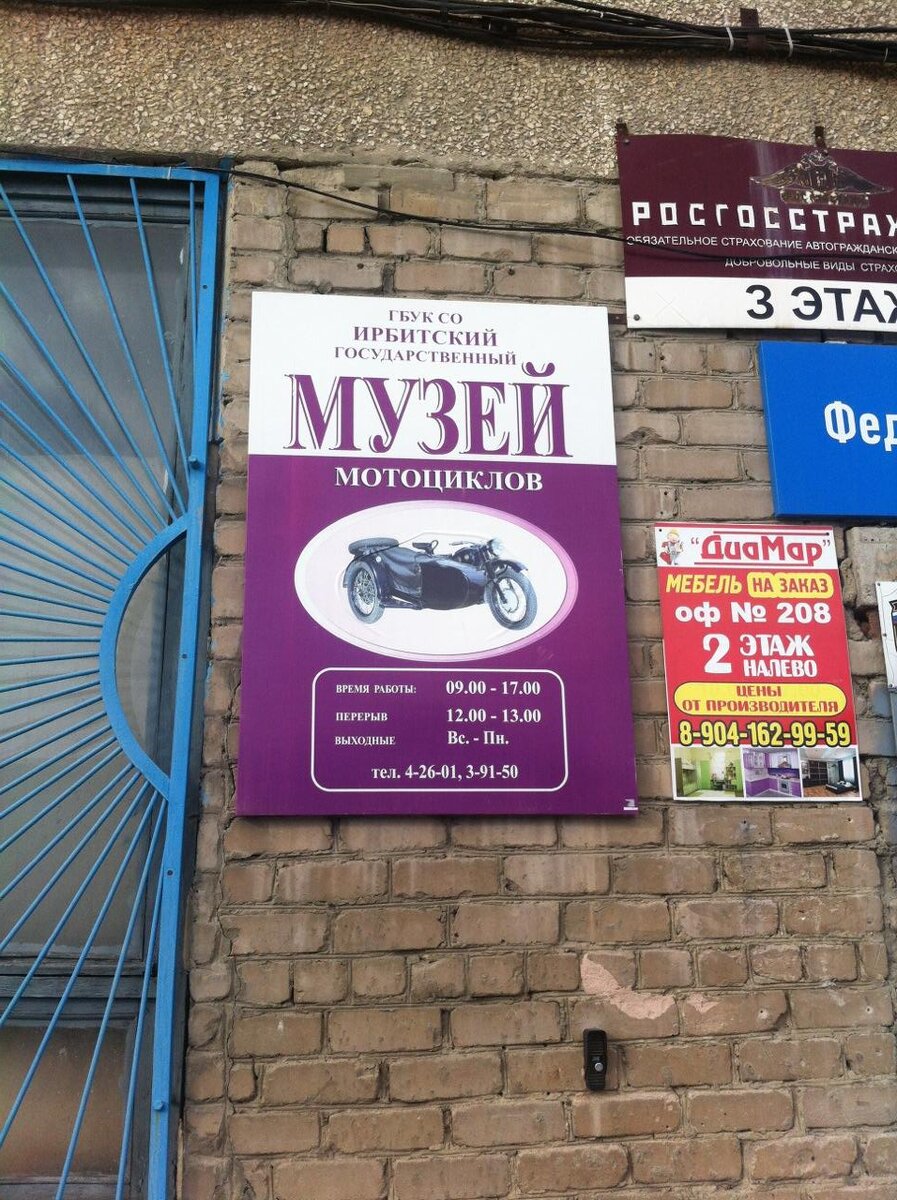 ГБУК СО
ИРБИТСКИЙ
ГОСУДАРСТВЕННЫЙ
МУЗЕЙ
МОТОЦИКЛОВ
ВРЕМЯ РАБОТЫ: 09.00 - 17.00
ПЕРЕРЫВ 12.00 - 13.00
ВЫХОДНЫЕ Вс. - Пн.
тел. 4-26-01, 3-91-50
РОСГОССТРАХ
ОБЯЗАТЕЛЬНОЕ СТРАХОВАНИЕ АВТОГРАЖДАНСК
ДОБРОВОЛЬНЫЕ ВИДЫ СТРАХО
3 ЭТАЖ
Фед
"ДиаМар"
МЕБЕЛЬ НА ЗАКАЗ
оф № 208
2 ЭТАЖ
НАЛЕВО
ЦЕНЫ
ОТ ПРОИЗВОДИТЕЛЯ
8-904-162-99-59